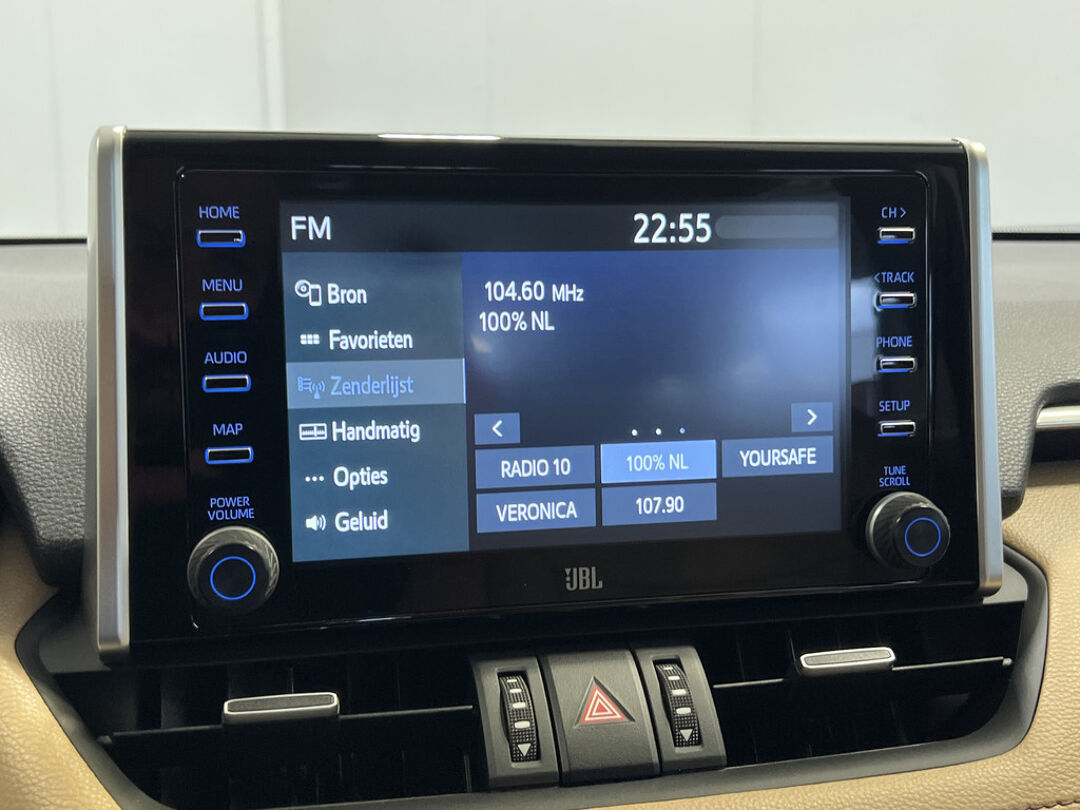 HOME
MENU
AUDIO
MAP
POWER
VOLUME
FM
22:55
Bron
Favorieten
Zenderlijst
Handmatig
Opties
Geluid
104.60 MHz
100% NL
<
>
RADIO 10
100% NL
YOURSAFE
VERONICA
107.90
JBL
CH >
< TRACK
PHONE
SETUP
TUNE
SCROLL